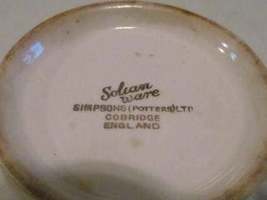 Solian
ware
SIMPSONS (POTTERS) LTD
COBRIDGE
ENGLAND